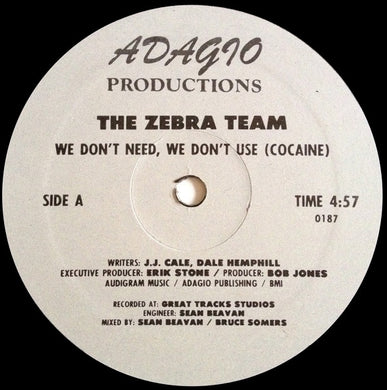 ADAGIO
PRODUCTIONS
THE ZEBRA TEAM
WE DON'T NEED, WE DON'T USE (COCAINE)
SIDE A
TIME 4:57
0187
WRITERS: J.J. CALE, DALE HEMPHILL
EXECUTIVE PRODUCER: ERIK STONE / PRODUCER: BOB JONES
AUDIGRAM MUSIC / ADAGIO PUBLISHING / BMI
RECORDED AT: GREAT TRACKS STUDIOS
ENGINEER: SEAN BEAVAN
MIXED BY: SEAN BEAVAN / BRUCE SOMERS